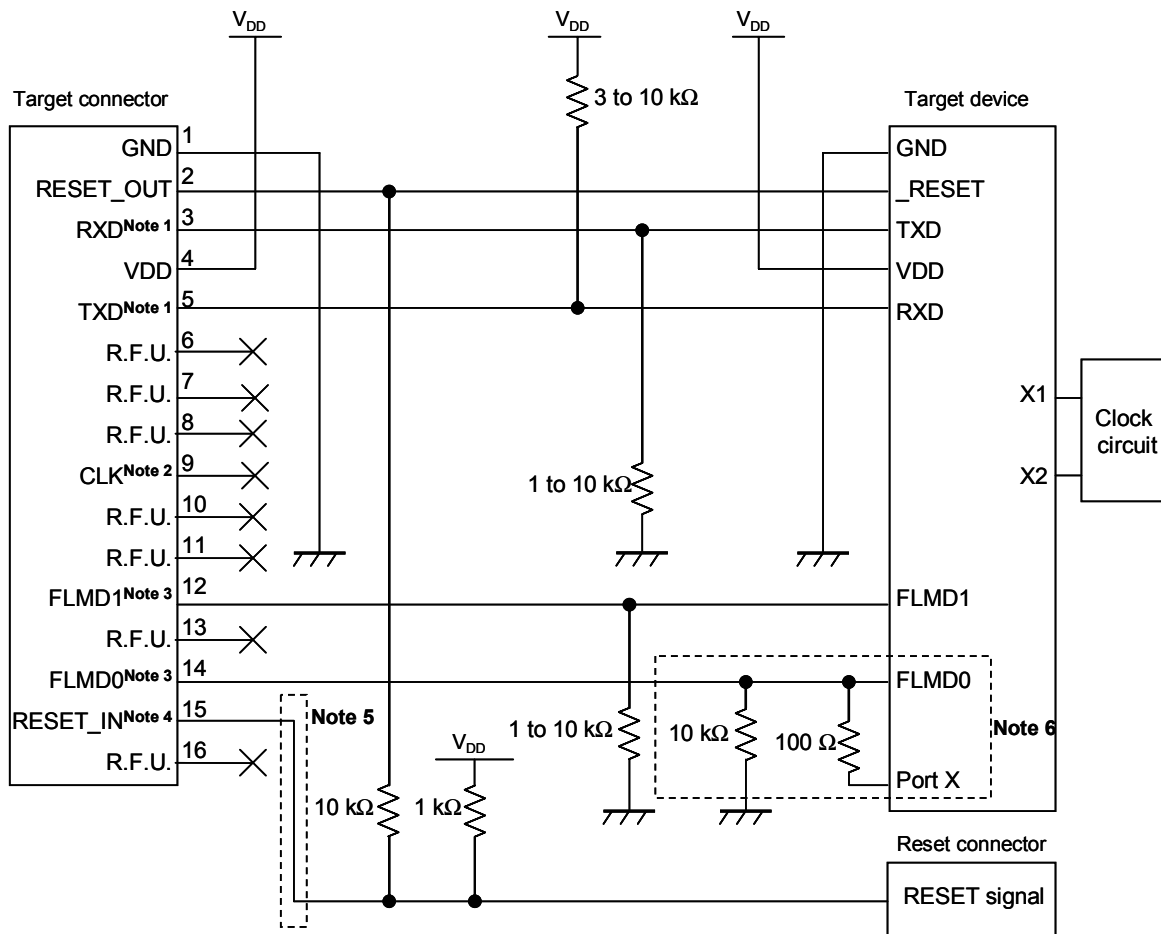 VDD
VDD
VDD
3 to 10 kΩ
Target connector
Target device
GND
1
RESET_OUT
2
RXDNote 1
3
VDD
4
TXDNote 1
5
R.F.U.
6
R.F.U.
7
R.F.U.
8
CLKNote 2
9
R.F.U.
10
R.F.U.
11
FLMD1Note 3
12
R.F.U.
13
FLMD0Note 3
14
RESET_INNote 4
15
R.F.U.
16
GND
_RESET
TXD
VDD
RXD
X1
X2
Clock
circuit
1 to 10 kΩ
FLMD1
FLMD0
Note 5
Note 6
1 to 10 kΩ
10 kΩ
100 Ω
Port X
VDD
10 kΩ
1 kΩ
Reset connector
RESET signal